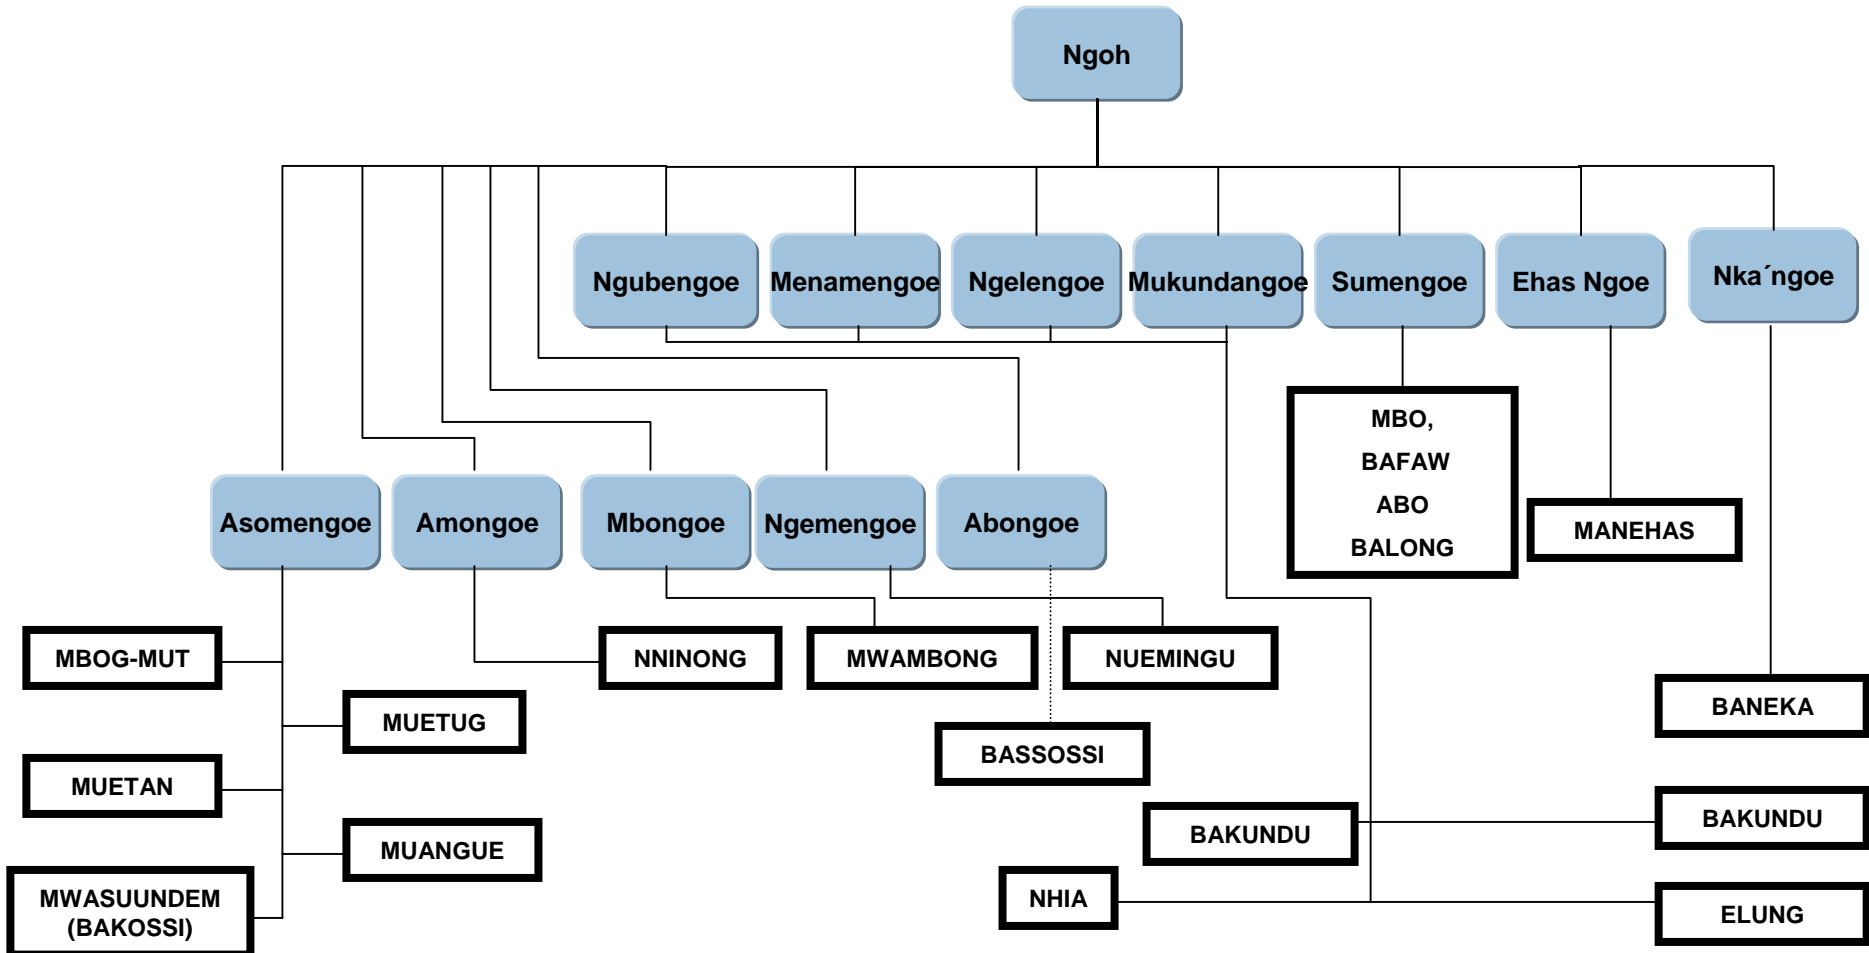 Ngoh
Ngubengoe
Menamengoe
Ngelengoe
Mukundangoe
Sumengoe
Ehas Ngoe
Nka´ngoe
MBO,
BAFAW
ABO
BALONG
MANEHAS
Asomengoe
Amongoe
Mbongoe
Ngemengoe
Abongoe
MBOG-MUT
NNINONG
MWAMBONG
NUEMINGU
MUETUG
BANEKA
BASSOSSI
MUETAN
BAKUNDU
BAKUNDU
MUANGUE
MWASUUNDEM
(BAKOSSI)
NHIA
ELUNG